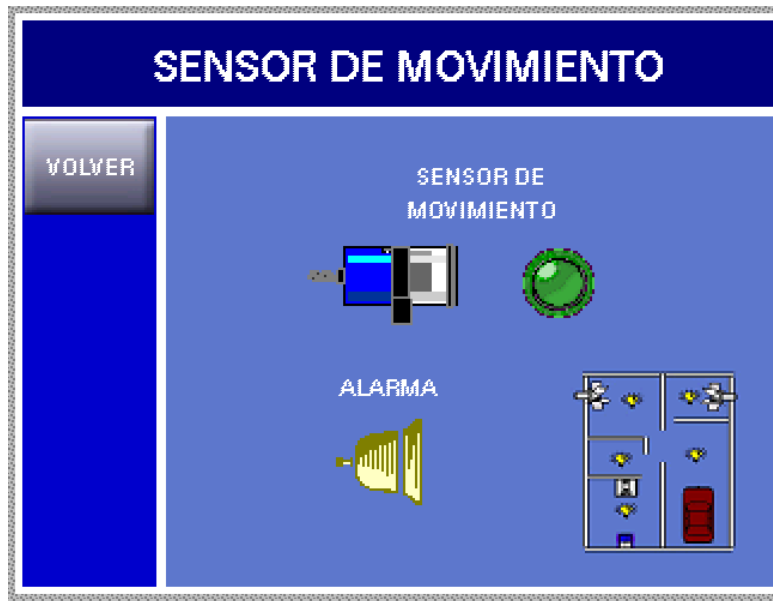 SENSOR DE MOVIMIENTO
VOLVER
SENSOR DE
MOVIMIENTO
ALARMA